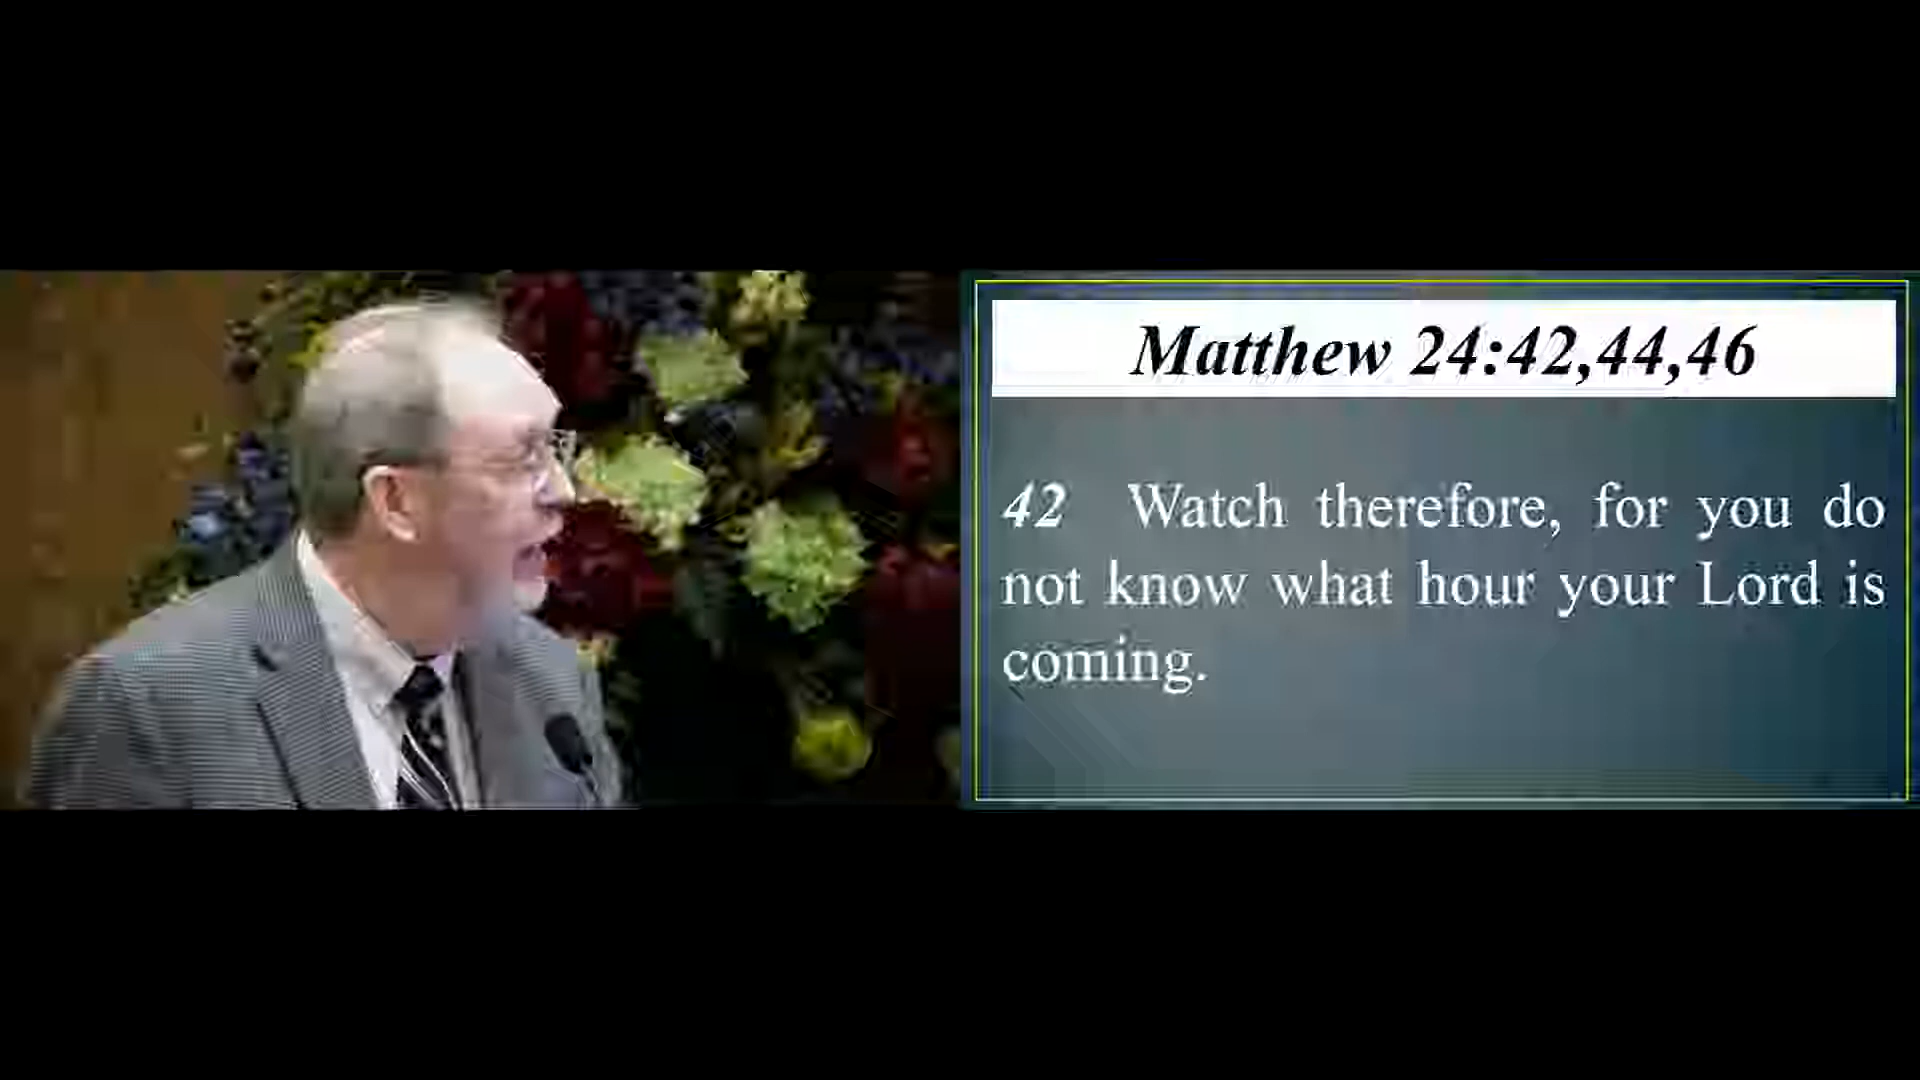 Matthew 24:42,44,46
42 Watch therefore, for you do
not know what hour your Lord is
coming.